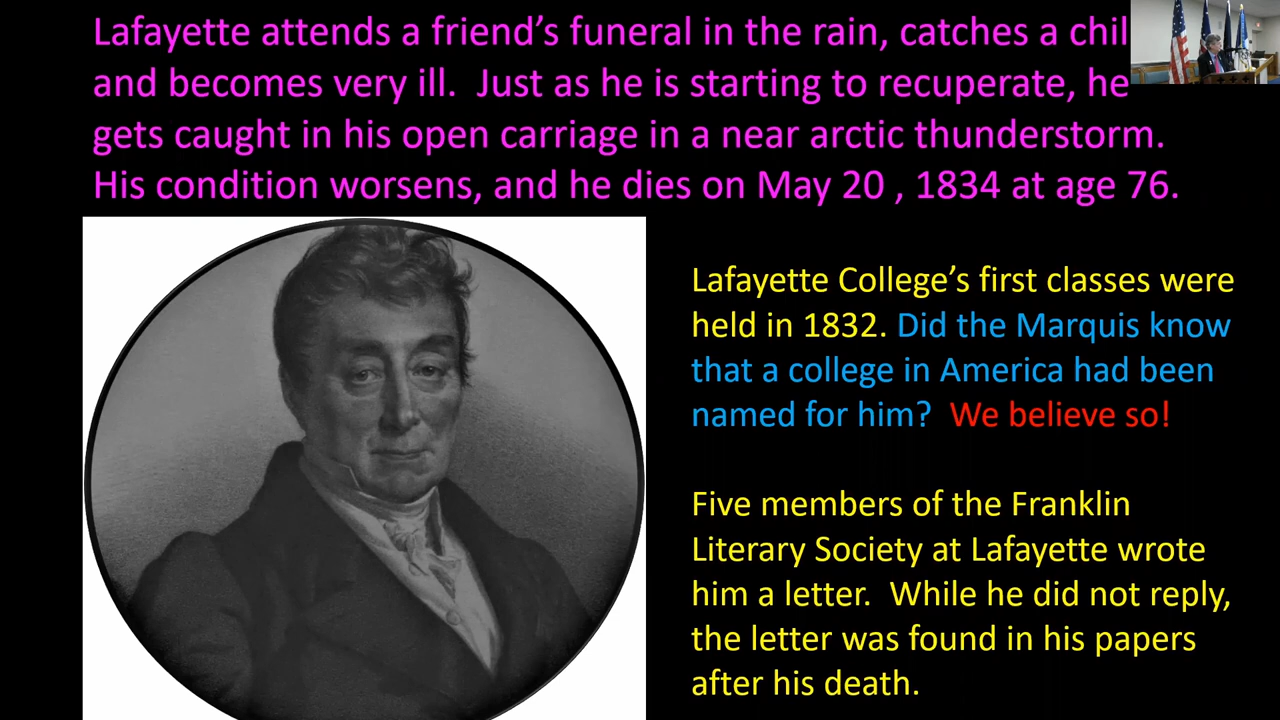 Lafayette attends a friend’s funeral in the rain, catches a chil
and becomes very ill.  Just as he is starting to recuperate, he
gets caught in his open carriage in a near arctic thunderstorm.
His condition worsens, and he dies on May 20 , 1834 at age 76.
Lafayette College’s first classes were
held in 1832. Did the Marquis know
that a college in America had been
named for him?  We believe so!
Five members of the Franklin
Literary Society at Lafayette wrote
him a letter.  While he did not reply,
the letter was found in his papers
after his death.